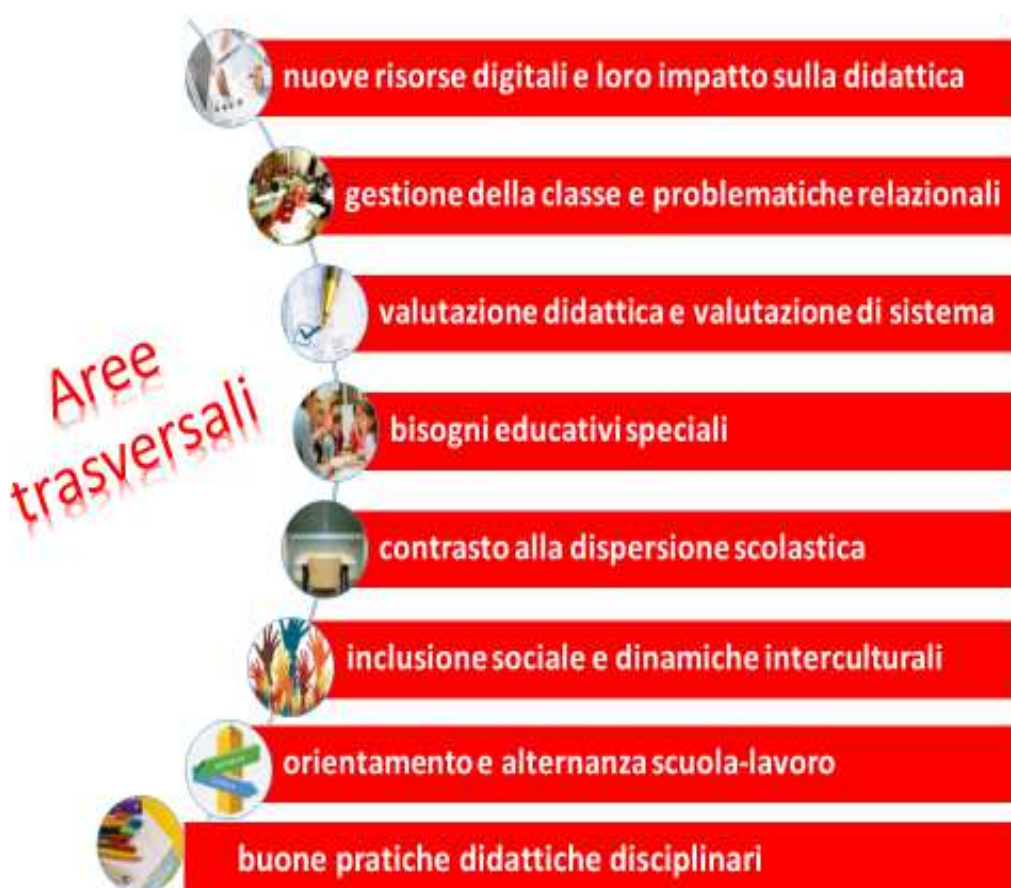 Aree
trasversali
nuove risorse digitali e loro impatto sulla didattica
gestione della classe e problematiche relazionali
valutazione didattica e valutazione di sistema
bisogni educativi speciali
contrasto alla dispersione scolastica
inclusione sociale e dinamiche interculturali
orientamento e alternanza scuola-lavoro
buone pratiche didattiche disciplinari